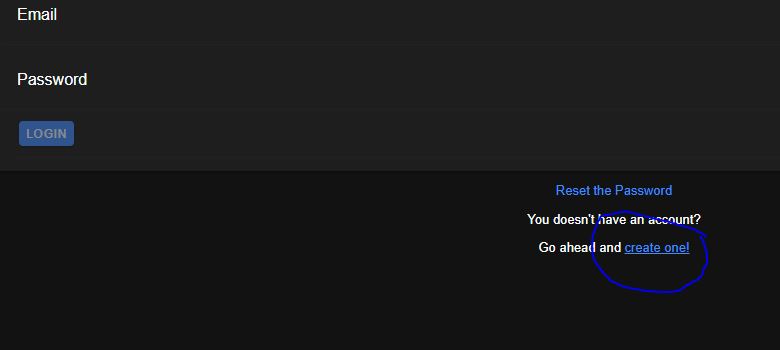 Email
Password
LOGIN
Reset the Password
You doesn't have an account?
Go ahead and create one!